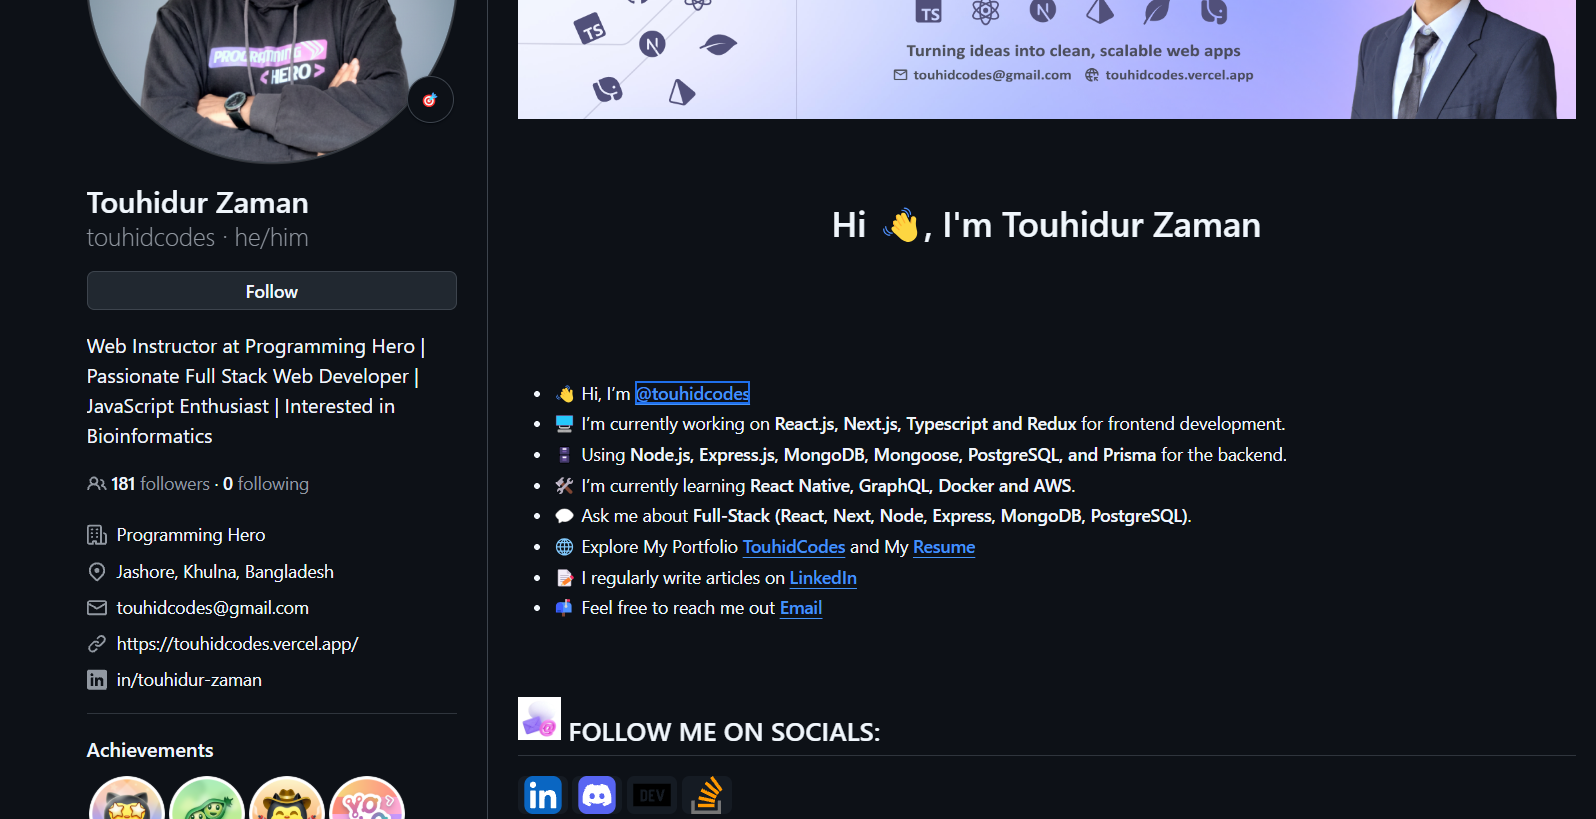 PROGRAMMING
< HERO >
Touhidur Zaman
touhidcodes · he/him
Follow
Web Instructor at Programming Hero |
Passionate Full Stack Web Developer |
JavaScript Enthusiast | Interested in
Bioinformatics
181 followers · 0 following
Programming Hero
Jashore, Khulna, Bangladesh
touhidcodes@gmail.com
https://touhidcodes.vercel.app/
in/touhidur-zaman
Achievements
TS
N
TS
N
Turning ideas into clean, scalable web apps
touhidcodes@gmail.com touhidcodes.vercel.app
Hi 👋, I'm Touhidur Zaman
• 👋 Hi, I’m @touhidcodes
• 🖥️ I’m currently working on React.js, Next.js, Typescript and Redux for frontend development.
• 🗄️ Using Node.js, Express.js, MongoDB, Mongoose, PostgreSQL, and Prisma for the backend.
• 🛠️ I’m currently learning React Native, GraphQL, Docker and AWS.
• 💬 Ask me about Full-Stack (React, Next, Node, Express, MongoDB, PostgreSQL).
• 🌐 Explore My Portfolio TouhidCodes and My Resume
• 📝 I regularly write articles on LinkedIn
• 📫 Feel free to reach me out Email
FOLLOW ME ON SOCIALS:
in
DEV